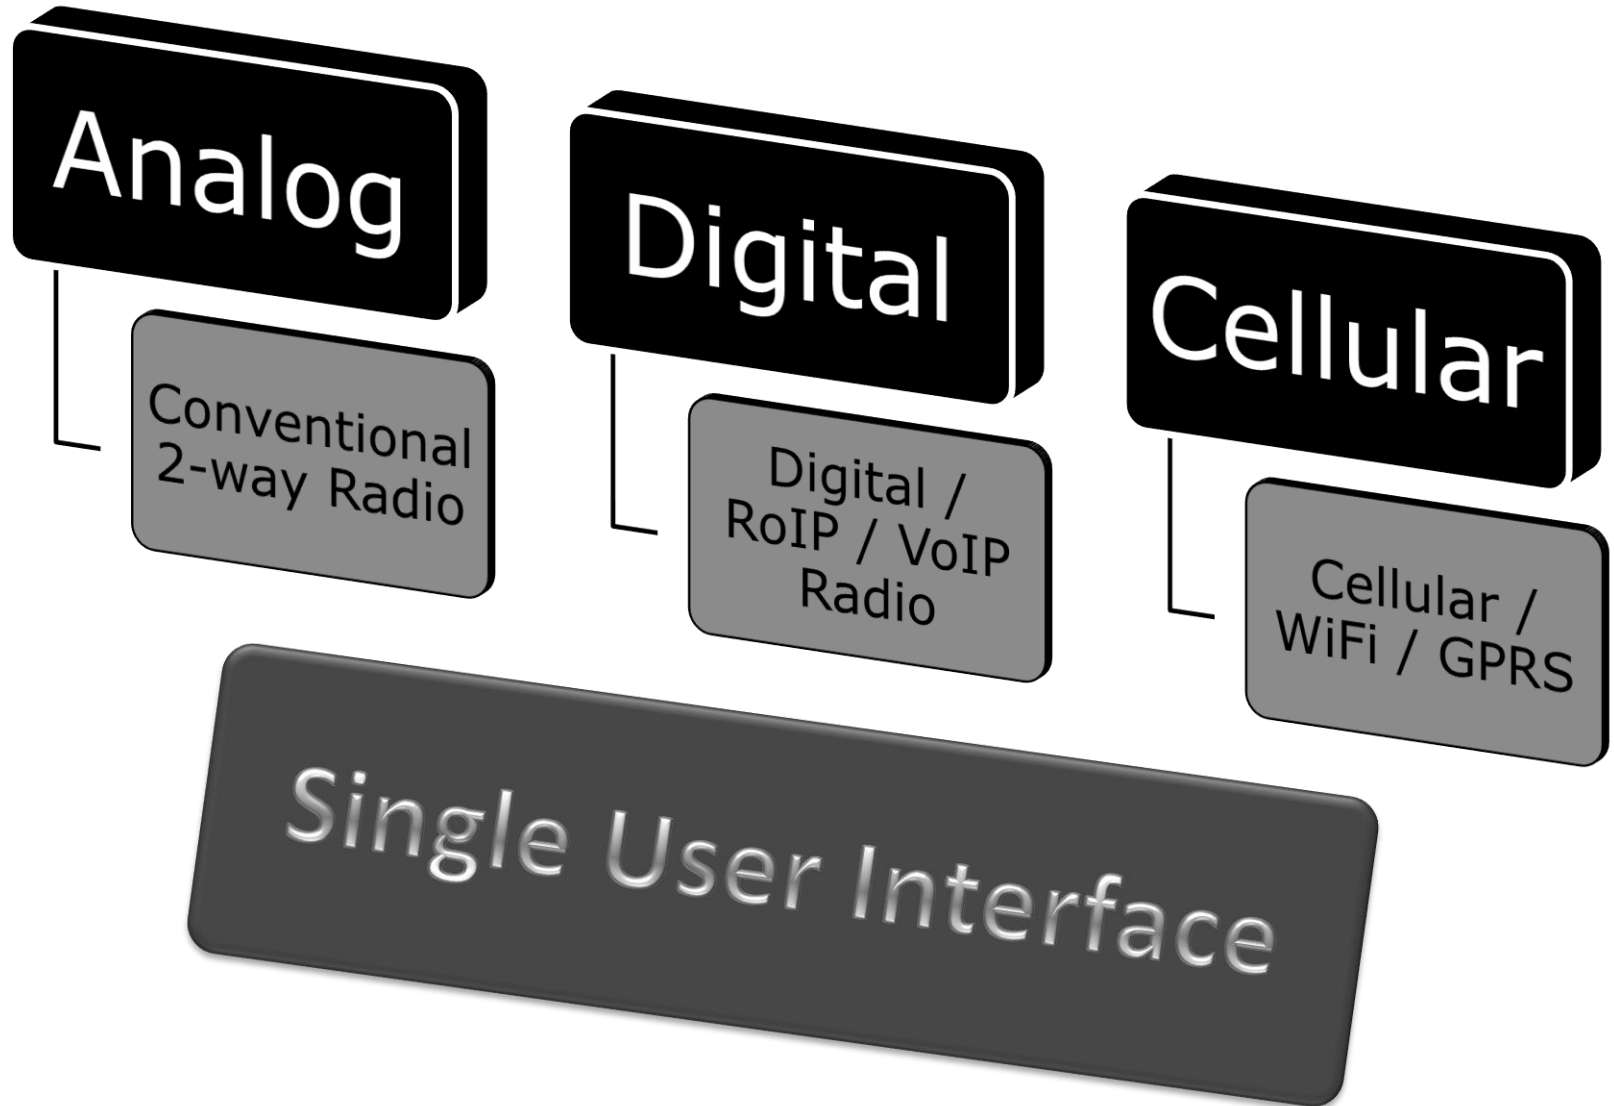 Analog
Conventional
2-way Radio
Digital
Digital /
RoIP / VoIP
Radio
Cellular
Cellular /
WiFi / GPRS
Single User Interface